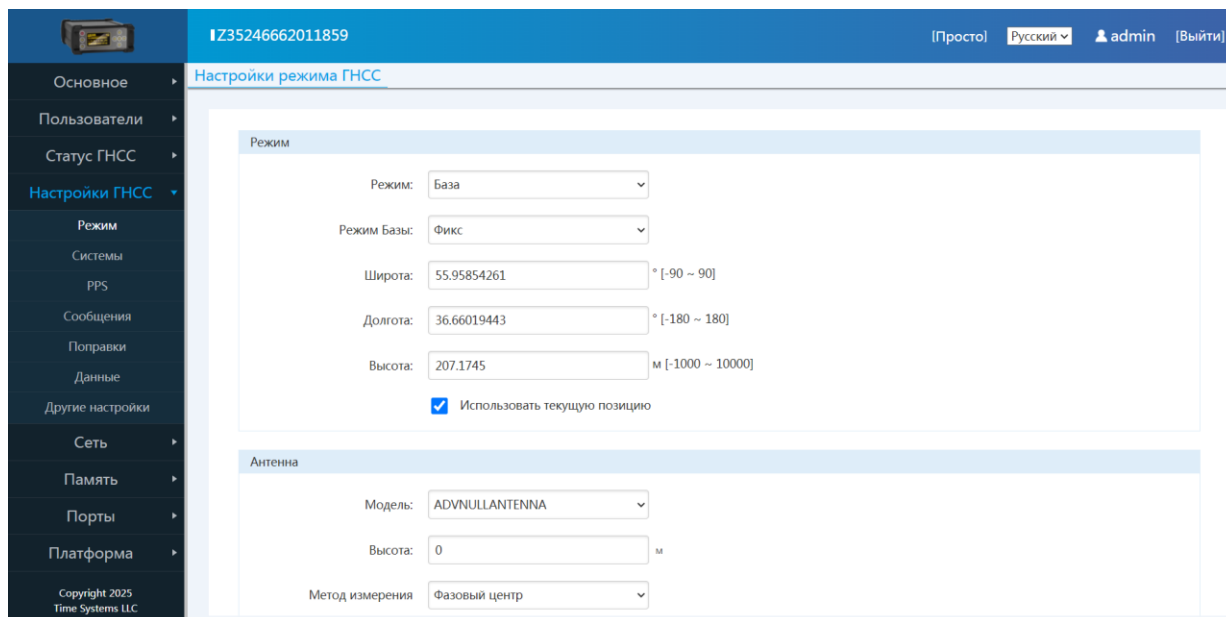 IZ35246662011859
[Просто]
Русский
admin
[Выйти]
Основное
Пользователи
Статус ГНСС
Настройки ГНСС
Режим
Системы
PPS
Сообщения
Поправки
Данные
Другие настройки
Сеть
Память
Порты
Платформа
Copyright 2025
Time Systems LLC
Настройки режима ГНСС
Режим
Режим: База
Режим Базы: Фикс
Широта: 55.95854261 ° [-90 ~ 90]
Долгота: 36.66019443 ° [-180 ~ 180]
Высота: 207.1745 м [-1000 ~ 10000]
Использовать текущую позицию
Антенна
Модель: ADVNULLANTENNA
Высота: 0 м
Метод измерения Фазовый центр